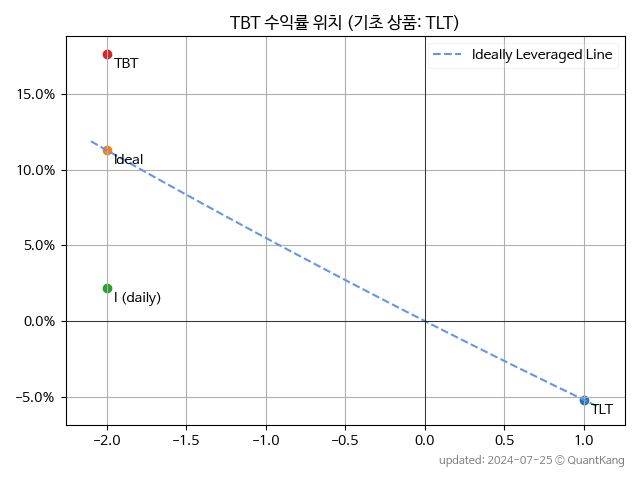 TBT 수익률 위치 (기초 상품: TLT)
Ideally Leveraged Line
TBT
15.0%
Ideal
10.0%
5.0%
I (daily)
0.0%
−5.0%
TLT
−2.0 −1.5 −1.0 −0.5 0.0 0.5 1.0
updated: 2024-07-25 © QuantKang